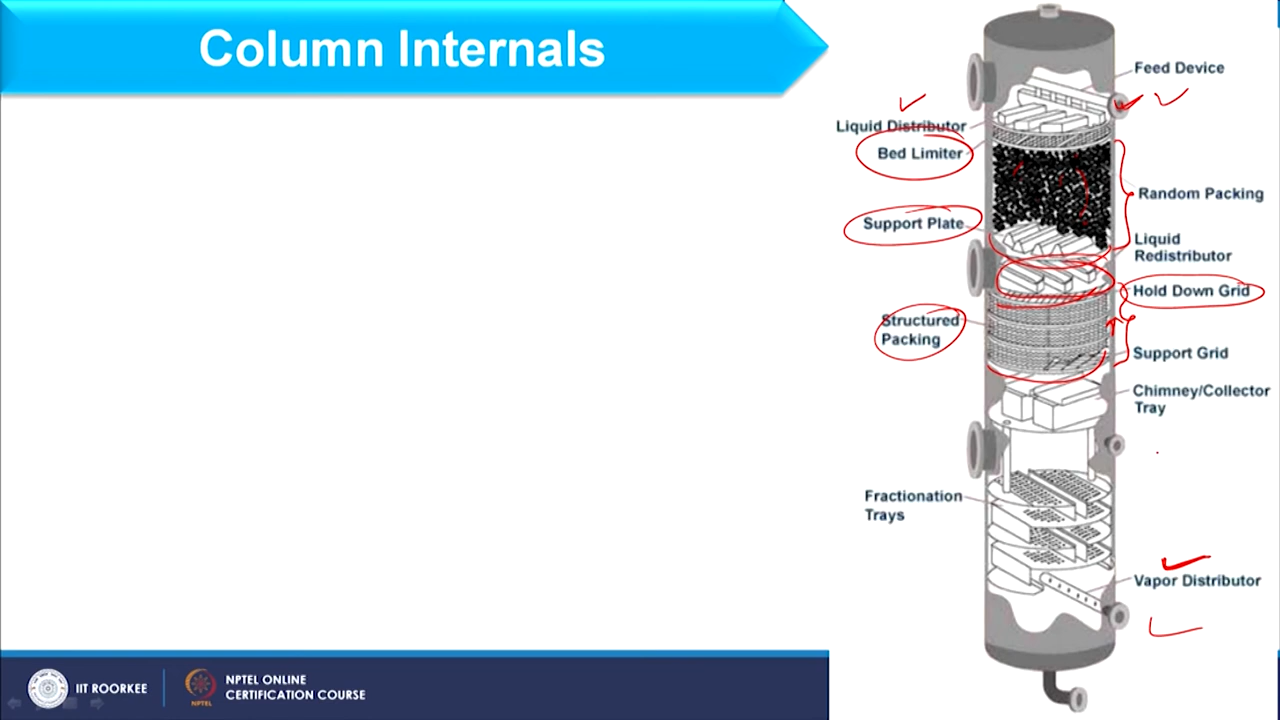 Column Internals
Feed Device
Liquid Distributor
Bed Limiter
Random Packing
Support Plate
Liquid
Redistributor
Hold Down Grid
Structured
Packing
Support Grid
Chimney/Collector
Tray
Fractionation
Trays
Vapor Distributor
IIT ROORKEE
NPTEL
NPTEL ONLINE
CERTIFICATION COURSE